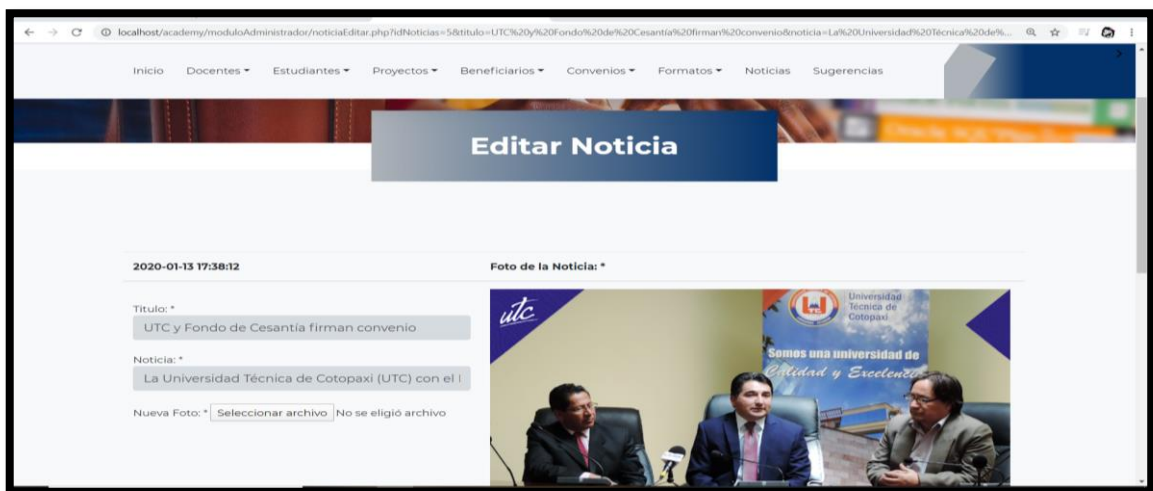 localhost/academy/moduloAdministrador/noticiaEditar.php?idNoticias=5&titulo=UTC%20y%20Fondo%20de%20Cesantía%20firman%20convenio&noticia=La%20Universidad%20Técnica%20de%...
Inicio Docentes Estudiantes Proyectos Beneficiarios Convenios Formatos Noticias Sugerencias
Editar Noticia
2020-01-13 17:38:12
Foto de la Noticia: *
Titulo: *
UTC y Fondo de Cesantía firman convenio
Noticia: *
La Universidad Técnica de Cotopaxi (UTC) con el
Nueva Foto: * Seleccionar archivo No se eligió archivo
utc
Universidad
Técnica de
Cotopaxi
Somos una universidad de
Calidad y Excelencia